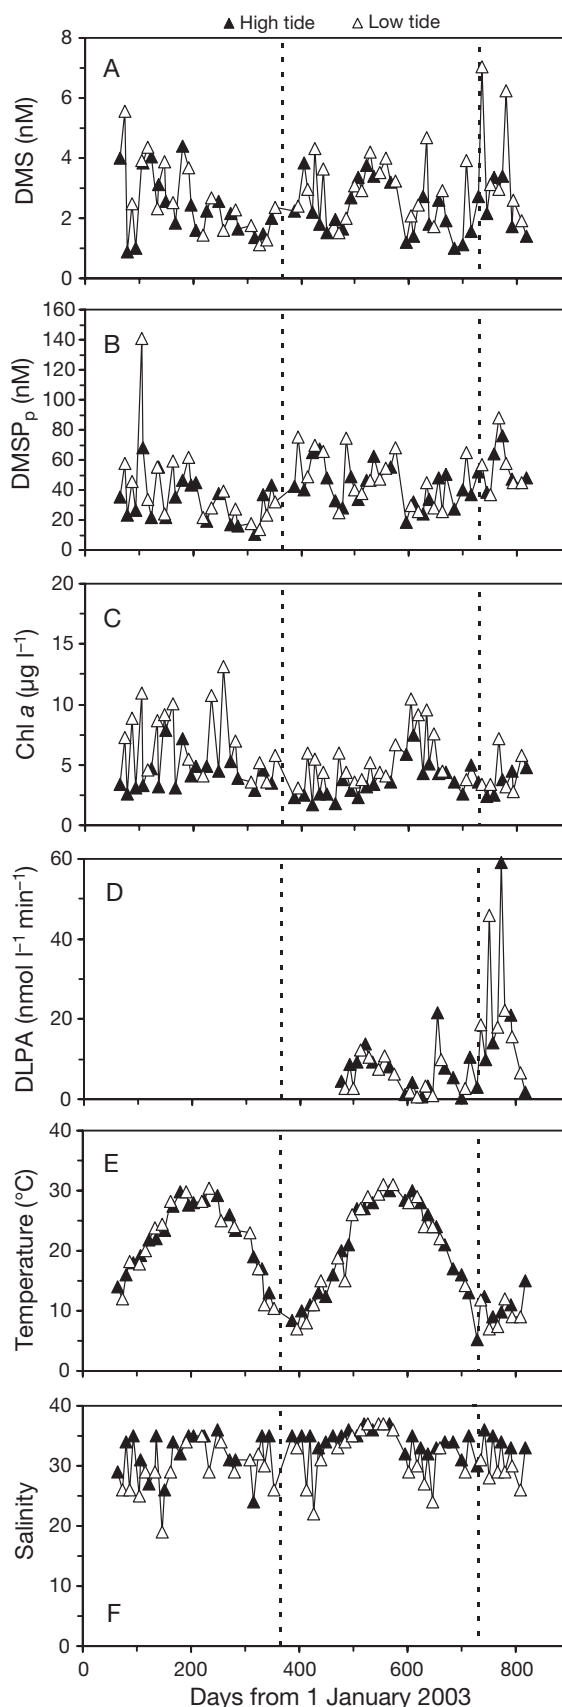 ▲ High tide △ Low tide
A
DMS (nM)
8
6
4
2
0
B
DMSPp (nM)
160
140
120
100
80
60
40
20
0
C
Chl a (µg l–1)
20
15
10
5
0
D
DLPA (nmol l–1 min–1)
60
40
20
0
E
Temperature (°C)
40
30
20
10
0
F
Salinity
40
30
20
10
0
0 200 400 600 800
Days from 1 January 2003